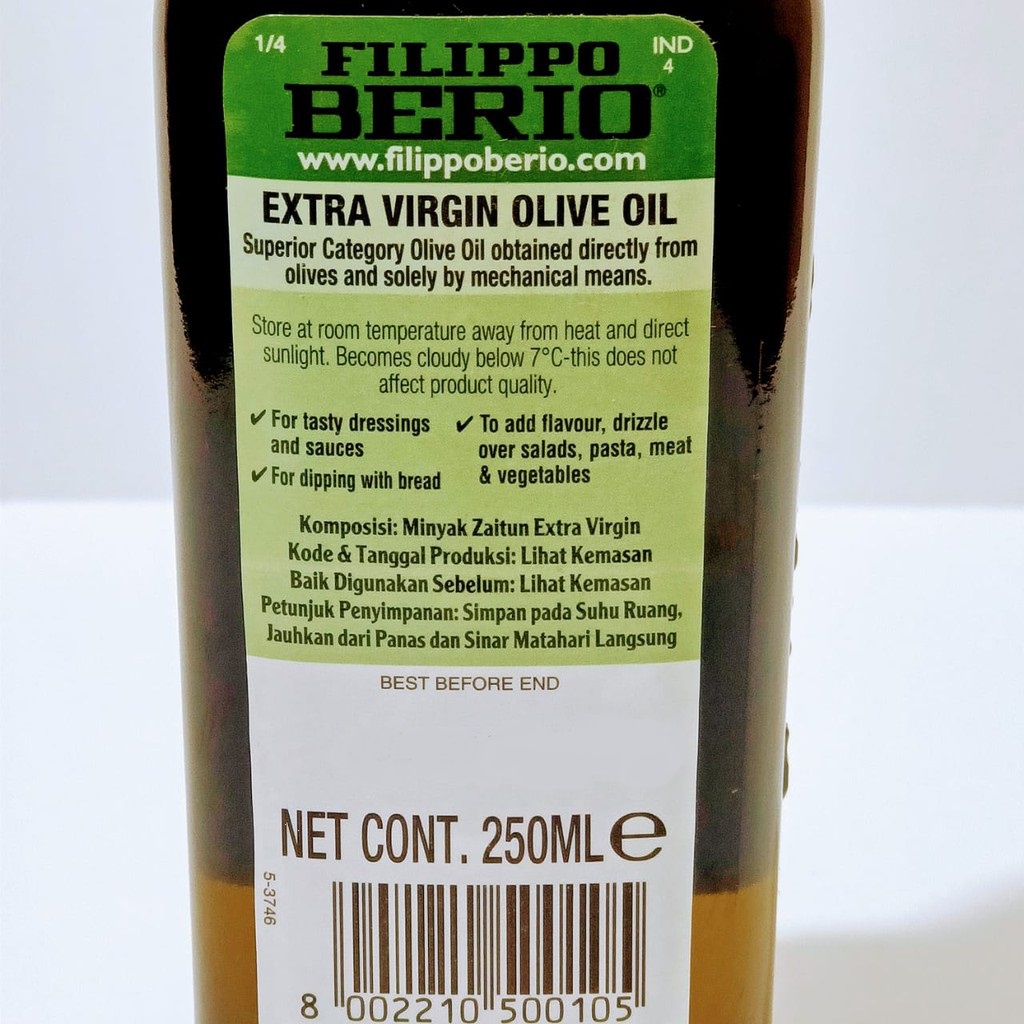 1/4
IND
4
FILIPPO
BERIO®
www.filippoberio.com
EXTRA VIRGIN OLIVE OIL
Superior Category Olive Oil obtained directly from
olives and solely by mechanical means.
Store at room temperature away from heat and direct
sunlight. Becomes cloudy below 7°C-this does not
affect product quality.
✓ For tasty dressings
and sauces
✓ For dipping with bread
✓ To add flavour, drizzle
over salads, pasta, meat
& vegetables
Komposisi: Minyak Zaitun Extra Virgin
Kode & Tanggal Produksi: Lihat Kemasan
Baik Digunakan Sebelum: Lihat Kemasan
Petunjuk Penyimpanan: Simpan pada Suhu Ruang,
Jauhkan dari Panas dan Sinar Matahari Langsung
BEST BEFORE END
NET CONT. 250ML e
5-3746
8 002210 500105